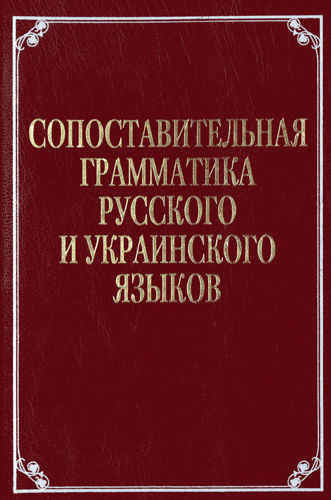 СОПОСТАВИТЕЛЬНАЯ
ГРАММАТИКА
РУССКОГО
И УКРАИНСКОГО
ЯЗЫКОВ